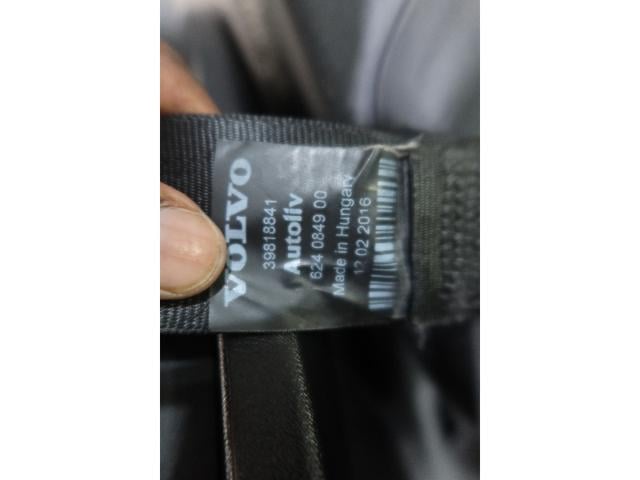 VOLVO
39818841
Autoliv
624 0849 00
Made in Hungary
12 02 2016